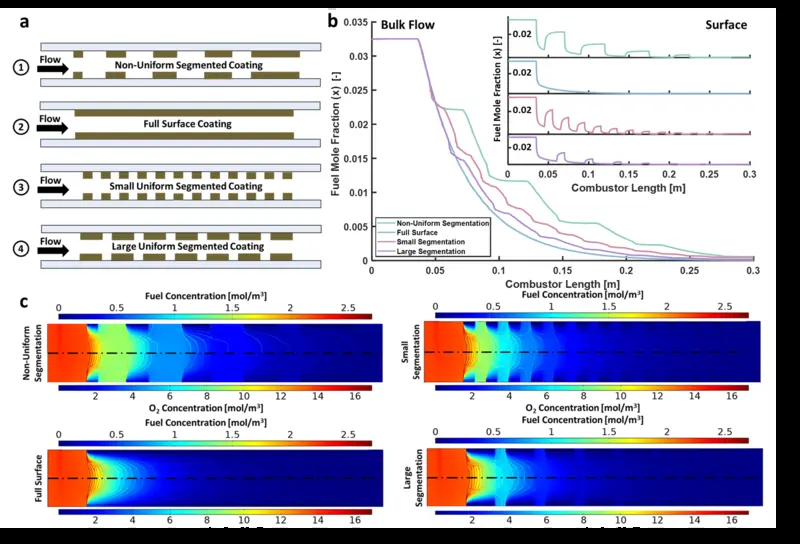 a
1
Flow
Non-Uniform Segmented Coating
2
Flow
Full Surface Coating
3
Flow
Small Uniform Segmented Coating
4
Flow
Large Uniform Segmented Coating
b
Bulk Flow
Fuel Mole Fraction (x) [-]
0.035
0.03
0.025
0.02
0.015
0.01
0.005
0
0
0.05
0.1
0.15
0.2
0.25
0.3
Combustor Length [m]
Non-Uniform Segmentation
Full Surface
Small Segmentation
Large Segmentation
Surface
Fuel Mole Fraction (x) [-]
0.02
0.02
0.02
0.02
0
0.05
0.1
0.15
0.2
0.25
0.3
Combustor Length [m]
c
Fuel Concentration [mol/m³]
0 0.5 1 1.5 2 2.5
Non-Uniform
Segmentation
2 4 6 8 10 12 14 16
O₂ Concentration [mol/m³]
Fuel Concentration [mol/m³]
0 0.5 1 1.5 2 2.5
Small
Segmentation
2 4 6 8 10 12 14 16
O₂ Concentration [mol/m³]
Fuel Concentration [mol/m³]
0 0.5 1 1.5 2 2.5
Full Surface
2 4 6 8 10 12 14 16
Fuel Concentration [mol/m³]
0 0.5 1 1.5 2 2.5
Large
Segmentation
2 4 6 8 10 12 14 16